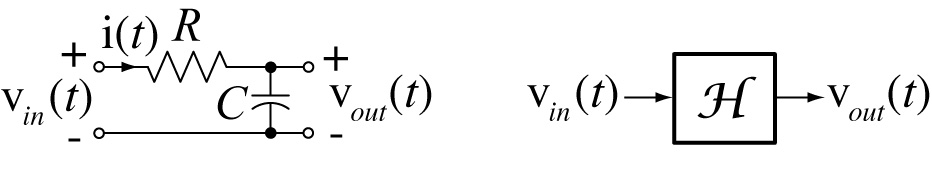 i(t) R
+ +
v_in(t) C v_out(t)
- -
v_in(t) ℋ v_out(t)